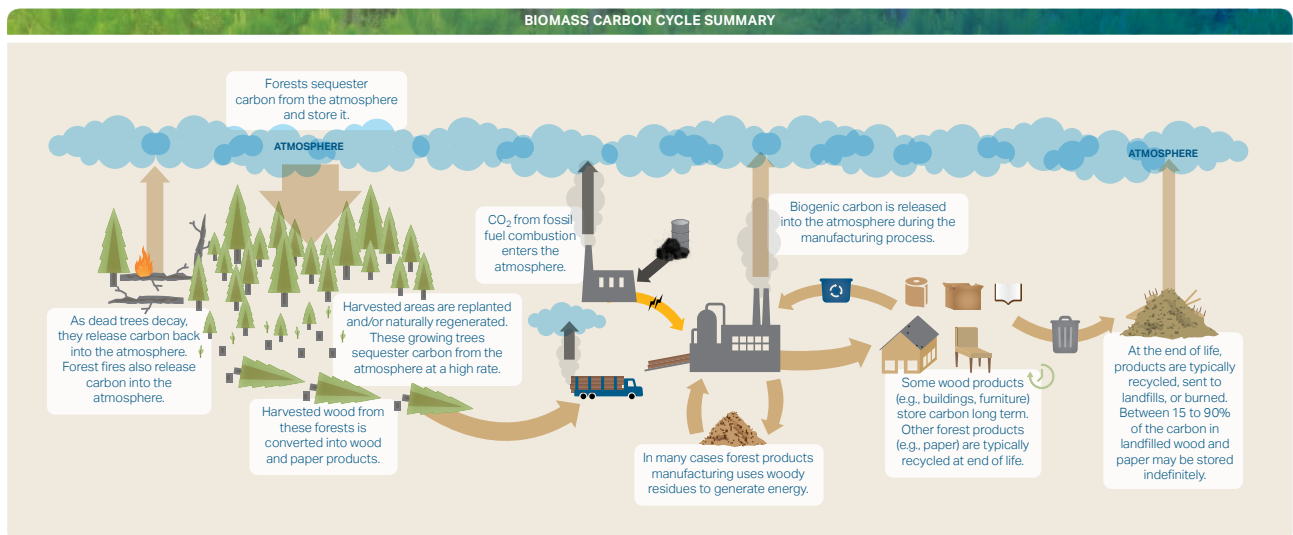 BIOMASS CARBON CYCLE SUMMARY
Forests sequester
carbon from the atmosphere
and store it.
ATMOSPHERE
ATMOSPHERE
CO2 from fossil
fuel combustion
enters the
atmosphere.
Biogenic carbon is released
into the atmosphere during the
manufacturing process.
As dead trees decay,
they release carbon back
into the atmosphere.
Forest fires also release
carbon into the
atmosphere.
Harvested areas are replanted
and/or naturally regenerated.
These growing trees
sequester carbon from the
atmosphere at a high rate.
Harvested wood from
these forests is
converted into wood
and paper products.
In many cases forest products
manufacturing uses woody
residues to generate energy.
Some wood products
(e.g., buildings, furniture)
store carbon long term.
Other forest products
(e.g., paper) are typically
recycled at end of life.
At the end of life,
products are typically
recycled, sent to
landfills, or burned.
Between 15 to 90%
of the carbon in
landfilled wood and
paper may be stored
indefinitely.